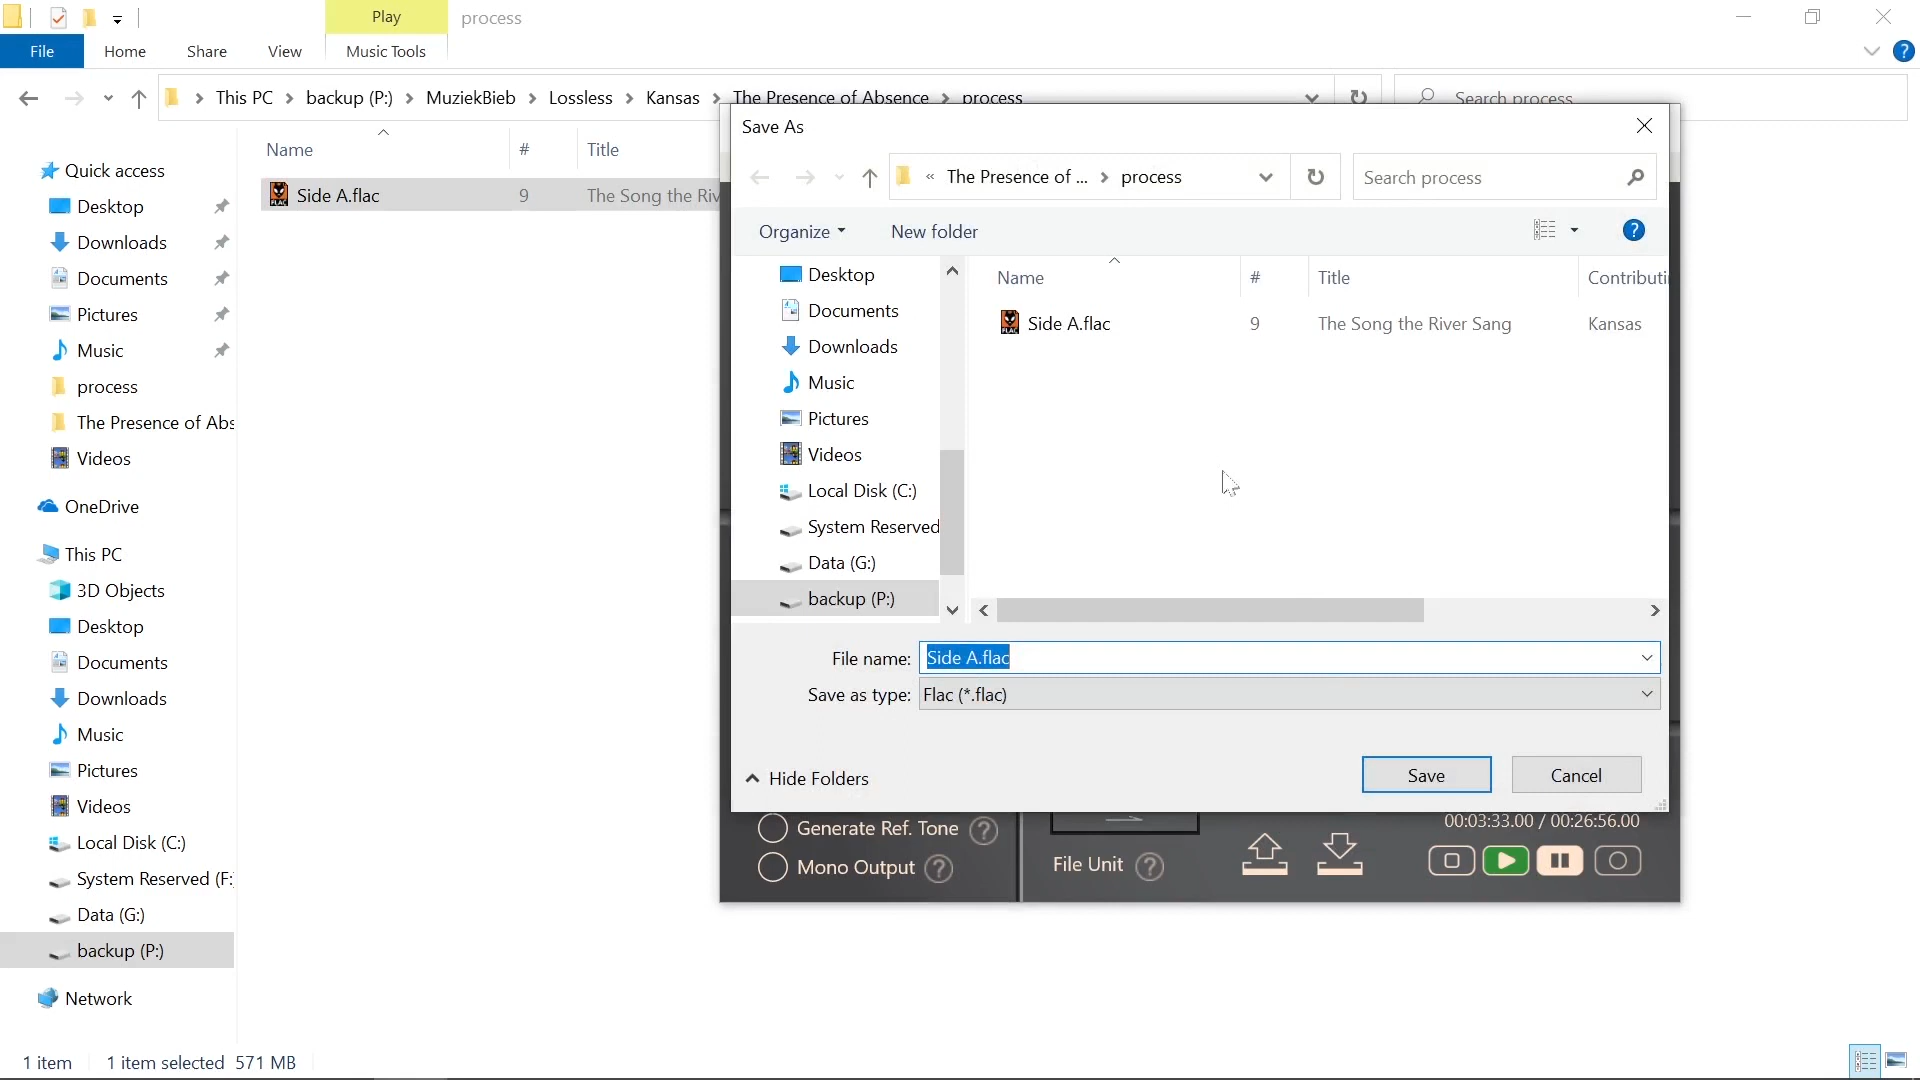 Play
process
File
Home
Share
View
Music Tools
This PC
backup (P:)
MuziekBieb
Lossless
Kansas
The Presence of Absence
process
Search process
Name
#
Title
Side A.flac
9
The Song the Riv
Quick access
Desktop
Downloads
Documents
Pictures
Music
process
The Presence of Abs
Videos
OneDrive
This PC
3D Objects
Desktop
Documents
Downloads
Music
Pictures
Videos
Local Disk (C:)
System Reserved (F:
Data (G:)
backup (P:)
Network
1 item
1 item selected 571 MB
Save As
« The Presence of ...
process
Search process
Organize
New folder
?
Desktop
Documents
Downloads
Music
Pictures
Videos
Local Disk (C:)
System Reserved
Data (G:)
backup (P:)
Name
#
Title
Contributi
Side A.flac
9
The Song the River Sang
Kansas
File name:
Side A.flac
Save as type:
Flac (*.flac)
Hide Folders
Save
Cancel
Generate Ref. Tone ?
Mono Output ?
File Unit ?
00:03:33.00 / 00:26:56.00